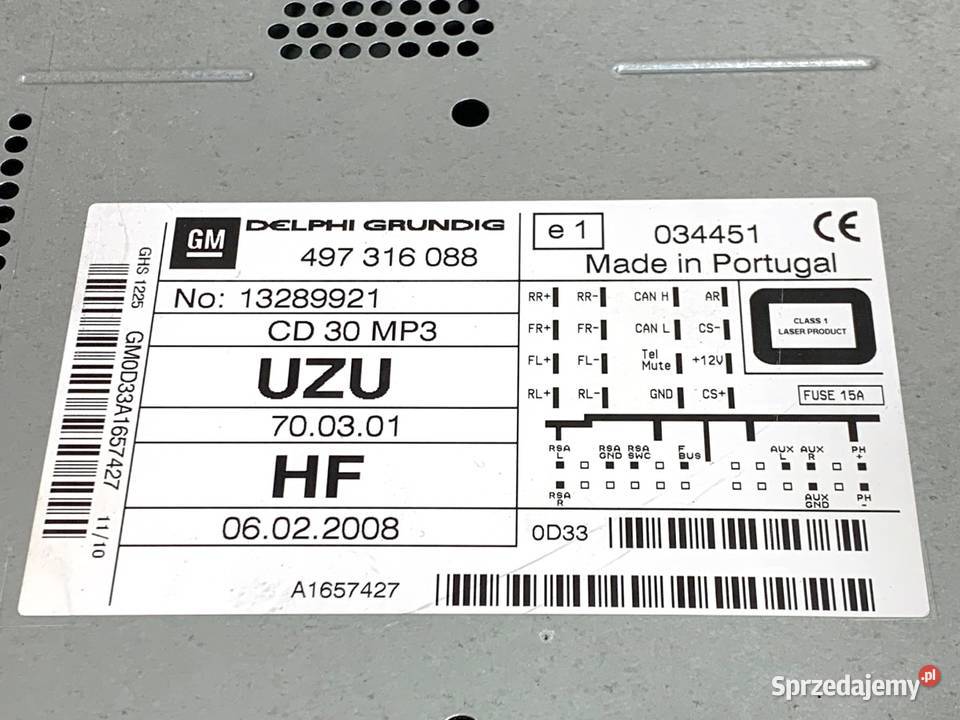 GM DELPHI GRUNDIG
497 316 088
No: 13289921
CD 30 MP3
UZU
70.03.01
HF
06.02.2008
A1657427
GHS 1225
GM0D33A1657427 11/10
e 1 034451 CE
Made in Portugal
RR+ RR- CAN H AR
FR+ FR- CAN L CS-
FL+ FL- Tel Mute +12V
RL+ RL- GND CS+
CLASS 1
LASER PRODUCT
FUSE 15A
RSA L RSA GND RSA SWC F BUS AUX L AUX R PH +
RSA R AUX GND PH -
0D33
Sprzedajemy.pl